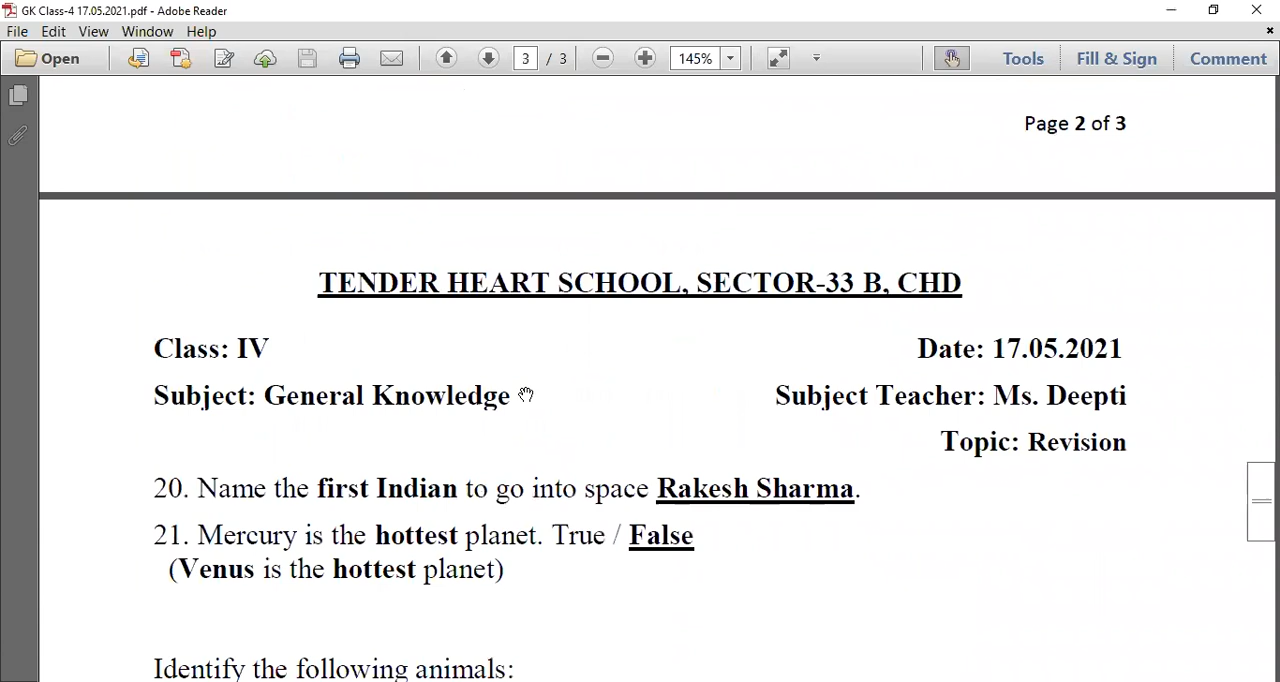 GK Class-4 17.05.2021.pdf - Adobe Reader
File Edit View Window Help
Open 3 / 3 145% Tools Fill & Sign Comment
Page 2 of 3
TENDER HEART SCHOOL, SECTOR-33 B, CHD
Class: IV Date: 17.05.2021
Subject: General Knowledge Subject Teacher: Ms. Deepti
Topic: Revision
20. Name the first Indian to go into space Rakesh Sharma.
21. Mercury is the hottest planet. True / False
(Venus is the hottest planet)
Identify the following animals: